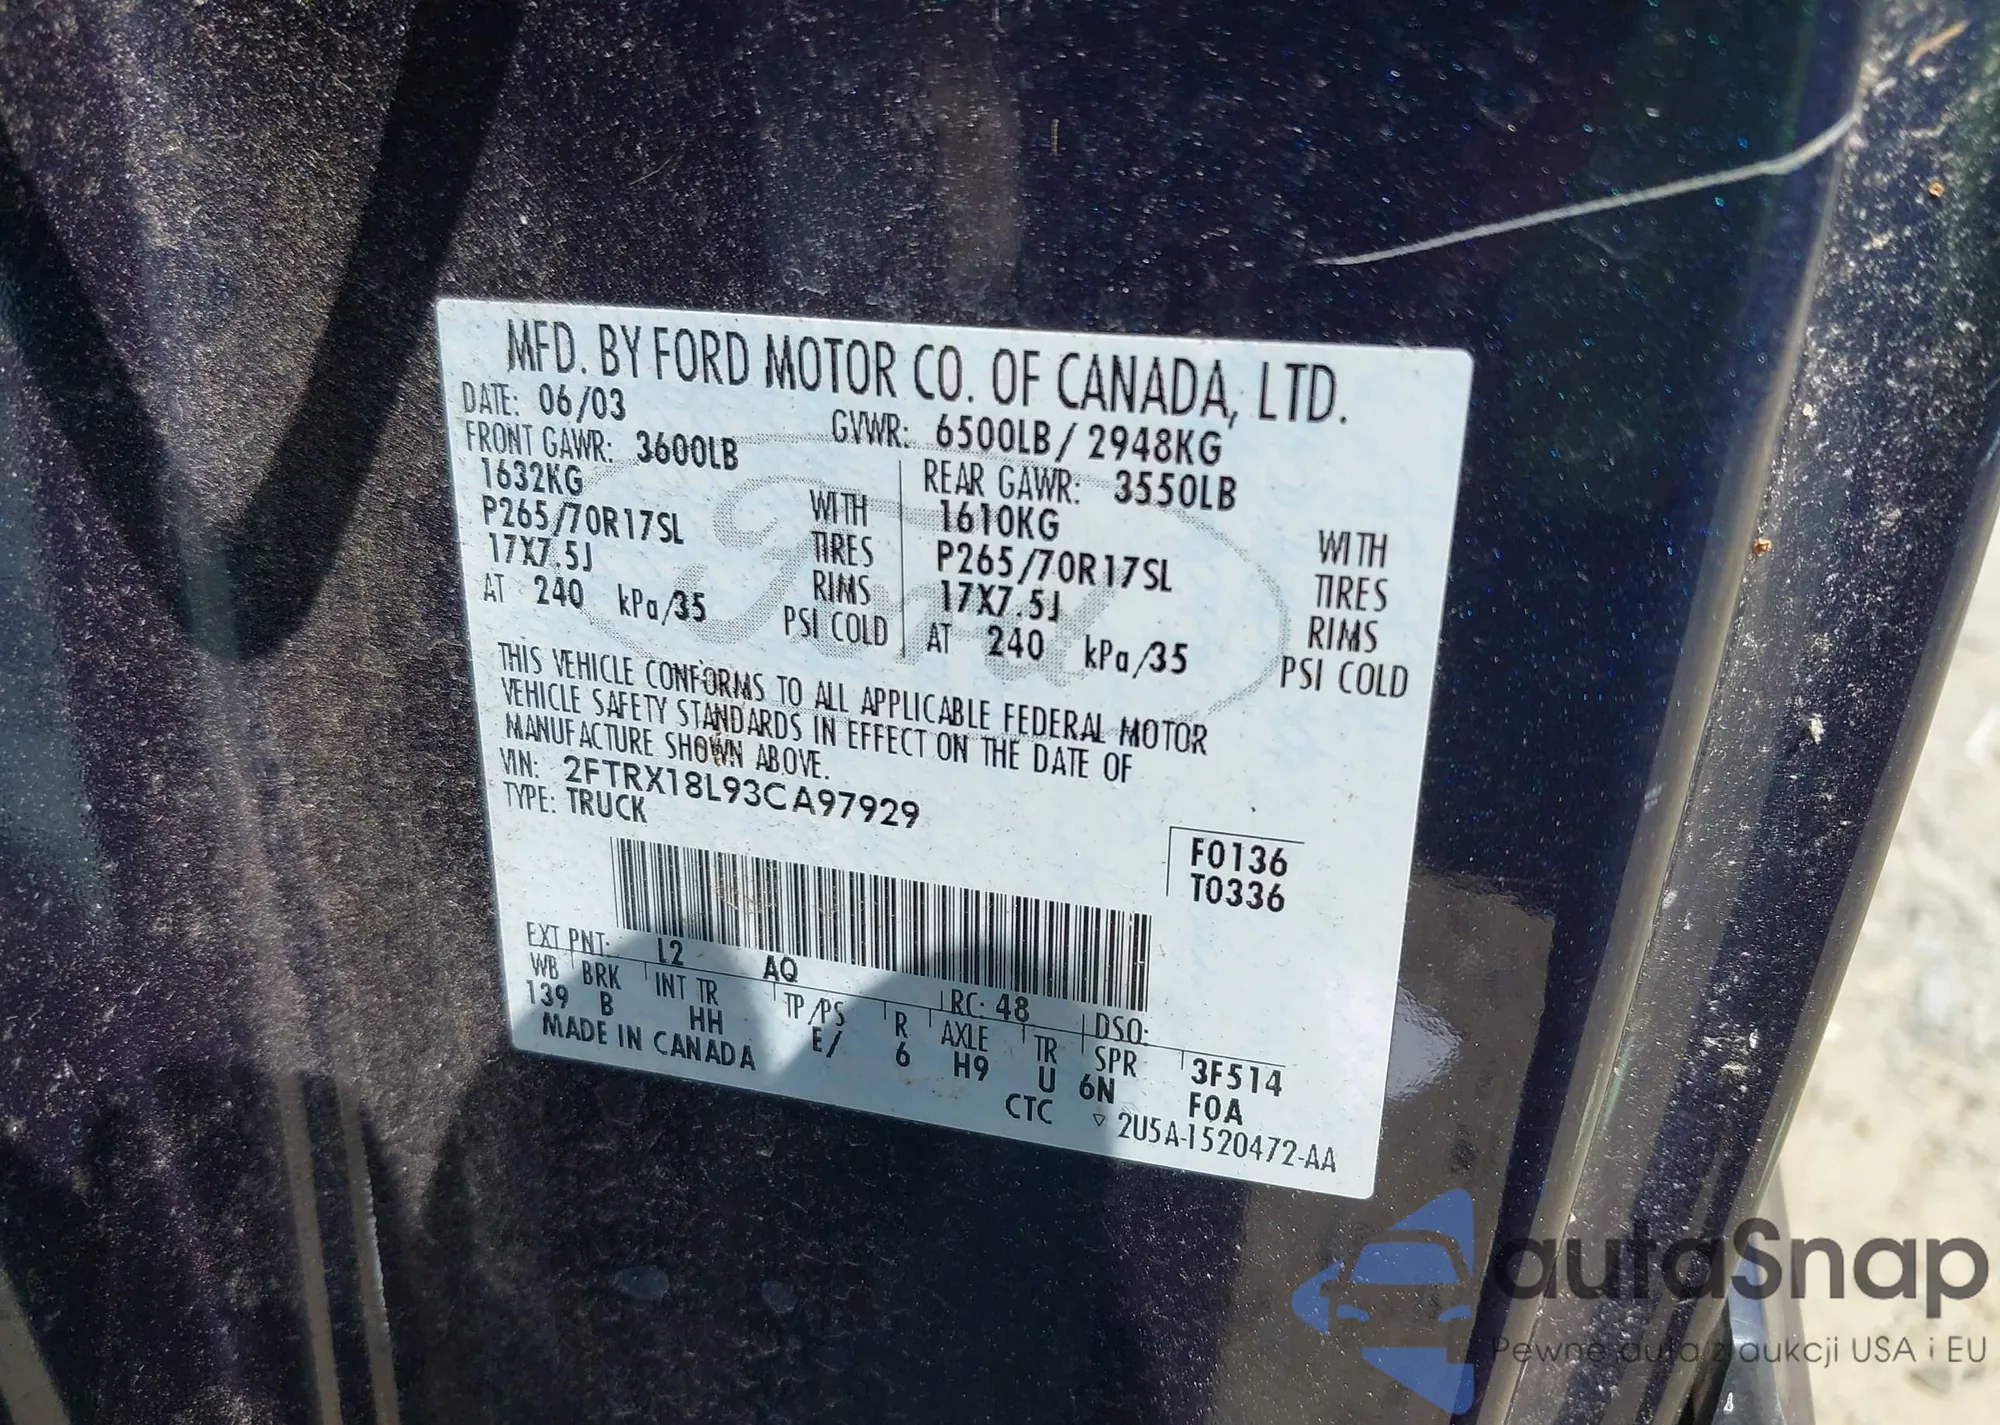 MFD. BY FORD MOTOR CO. OF CANADA, LTD.
DATE: 06/03 GVWR: 6500LB/ 2948KG
FRONT GAWR: 3600LB REAR GAWR: 3550LB
1632KG WITH 1610KG WITH
P265/70R17SL TIRES P265/70R17SL TIRES
17X7.5J RIMS 17X7.5J RIMS
AT 240 kPa/35 PSI COLD AT 240 kPa/35 PSI COLD
THIS VEHICLE CONFORMS TO ALL APPLICABLE FEDERAL MOTOR
VEHICLE SAFETY STANDARDS IN EFFECT ON THE DATE OF
MANUFACTURE SHOWN ABOVE.
VIN: 2FTRX18L93CA97929
TYPE: TRUCK
F0136
T0336
EXT PNT: L2 AQ RC: 48 DSO:
WB BRK INT TR TP/PS R AXLE TR SPR 3F514
139 B HH E/ 6 H9 U 6N F0A
MADE IN CANADA CTC ▽ 2U5A-1520472-AA
Ford
autaSnap
Pewne auta z aukcji USA i EU